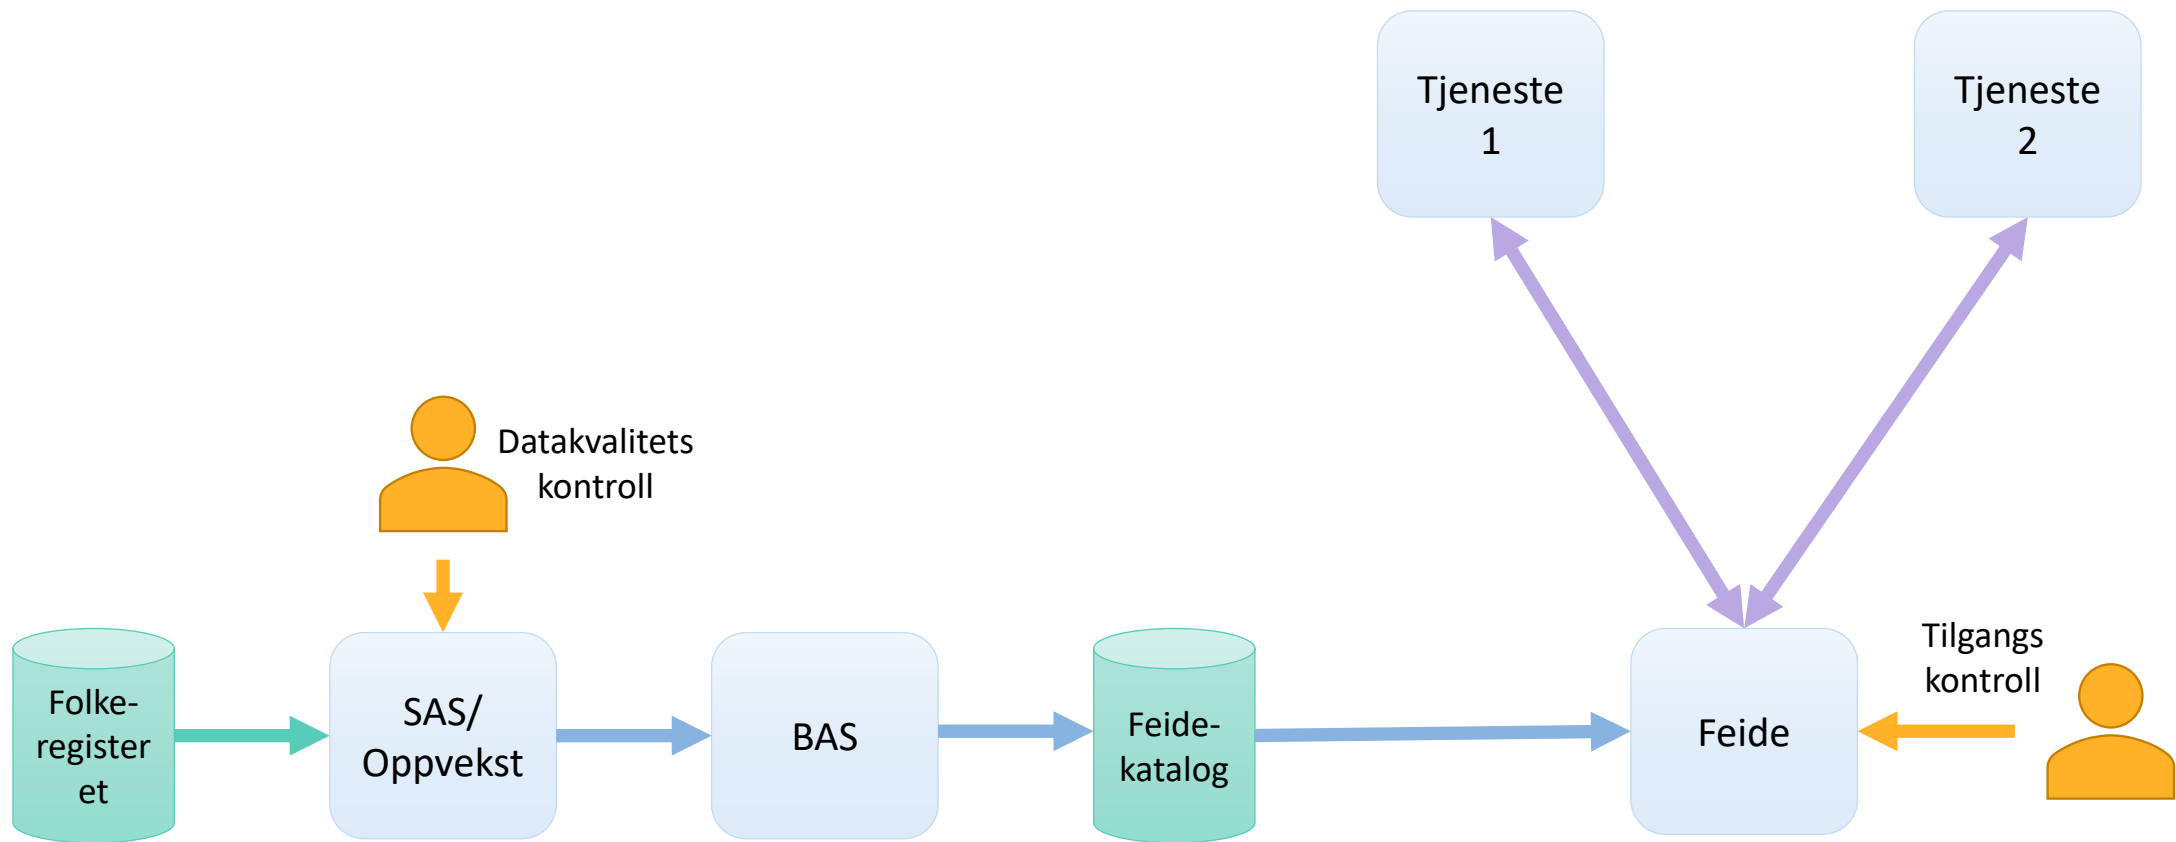 Tjeneste
1
Tjeneste
2
Datakvalitets
kontroll
Folke-
register
et
SAS/
Oppvekst
BAS
Feide-
katalog
Feide
Tilgangs
kontroll